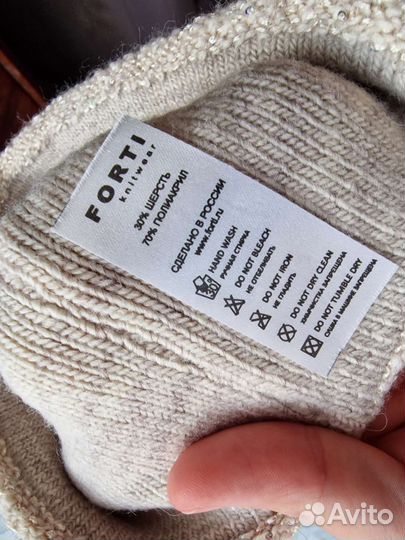 FORTI
knitwear
30% ШЕРСТЬ
70% ПОЛИАКРИЛ
СДЕЛАНО В РОССИИ
www.forti.ru
HAND WASH
РУЧНАЯ СТИРКА
30
DO NOT BLEACH
НЕ ОТБЕЛИВАТЬ
DO NOT IRON
НЕ ГЛАДИТЬ
DO NOT DRY CLEAN
ХИМЧИСТКА ЗАПРЕЩЕНА
DO NOT TUMBLE DRY
СУШКА В МАШИНЕ ЗАПРЕЩЕНА
Avito